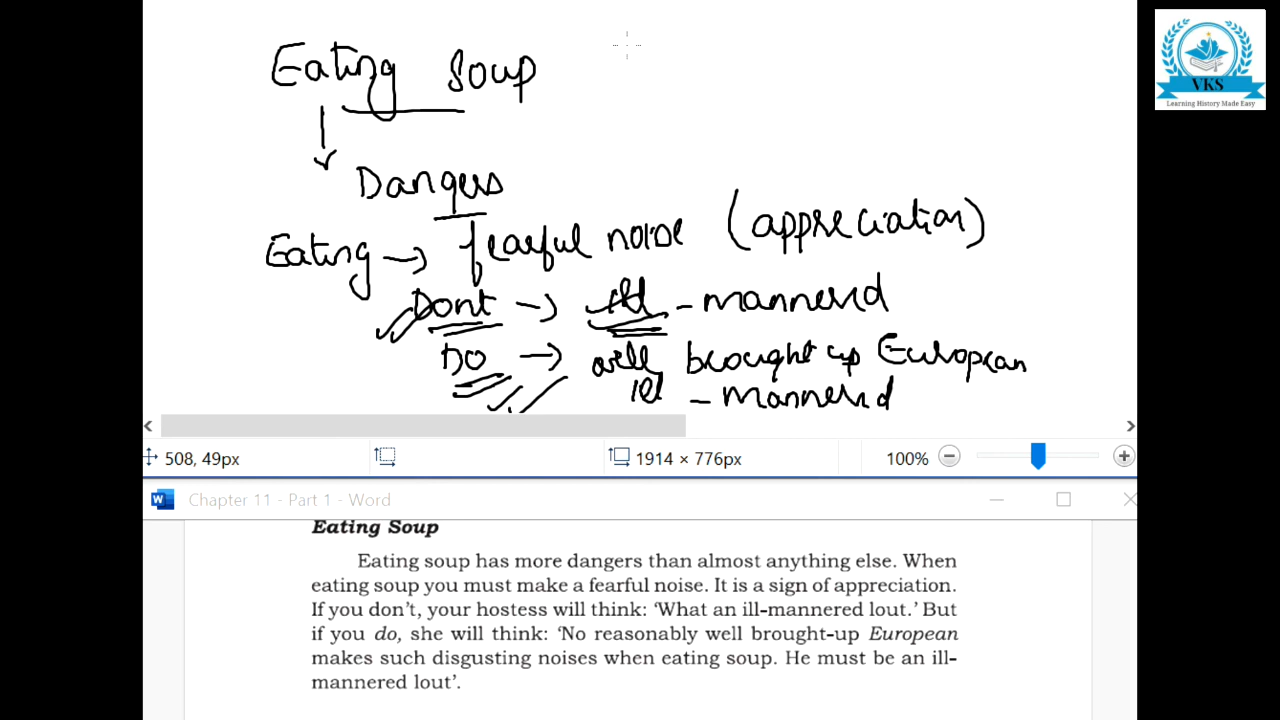 Eating Soup
VKS
Learning History Made Easy
Dangers
Eating → fearful noise (appreciation)
Dont → Ill - mannered
Do → well brought up European
Ill - mannered
508, 49px
1914 × 776px
100%
Chapter 11 - Part 1 - Word
Eating Soup
Eating soup has more dangers than almost anything else. When
eating soup you must make a fearful noise. It is a sign of appreciation.
If you don't, your hostess will think: 'What an ill-mannered lout.' But
if you do, she will think: 'No reasonably well brought-up European
makes such disgusting noises when eating soup. He must be an ill-
mannered lout'.